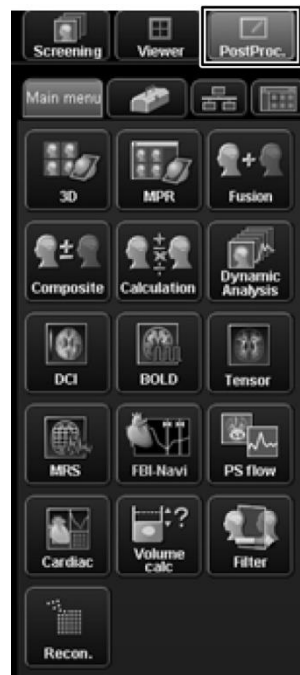 Screening Viewer PostProc.
Main menu
3D MPR Fusion
Composite Calculation Dynamic
Analysis
DCI BOLD Tensor
MRS FBI-Navi PS flow
Cardiac Volume
calc Filter
Recon.